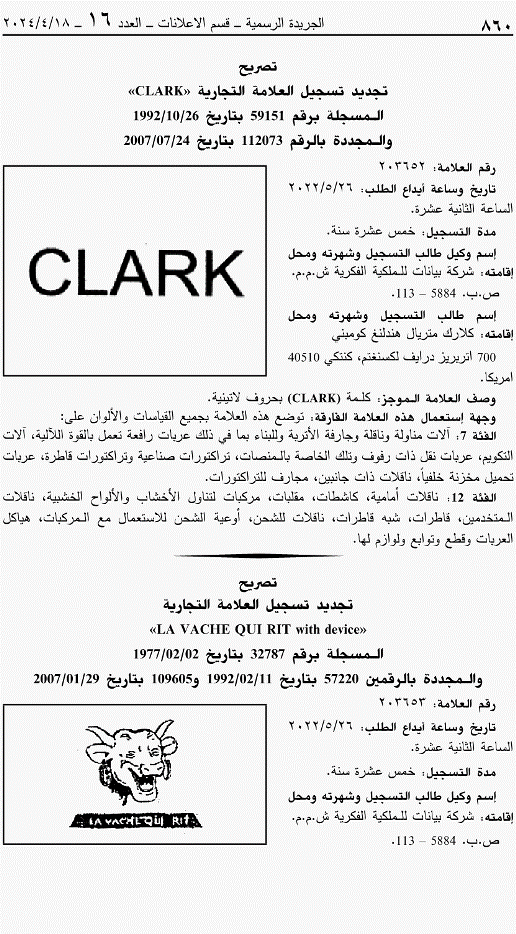 ٨٦٠ الجريدة الرسمية ـ قسم الاعلانات ـ العدد ١٦ ـ ٢٠٢٤/٤/١٨
تصريح
تجديد تسجيل العلامة التجارية «CLARK»
المسجلة برقم 59151 بتاريخ 1992/10/26
والمجددة بالرقم 112073 بتاريخ 2007/07/24
رقم العلامة: ٢٠٣٦٥٢
تاريخ وساعة أيداع الطلب: ٢٠٢٢/٥/٢٦
الساعة الثانية عشرة.
مدة التسجيل: خمس عشرة سنة.
إسم وكيل طالب التسجيل وشهرته ومحل
إقامته: شركة بيانات للملكية الفكرية ش.م.م.
ص.ب. 5884 – 113.
إسم طالب التسجيل وشهرته ومحل
إقامته: كلارك متريال هندلنغ كومبني
700 أنربريز درايف لكسنغتم، كنتكي 40510
امريكا.
CLARK
وصف العلامة الموجز: كلمة (CLARK) بحروف لاتينية.
وجهة إستعمال هذه العلامة الفارقة: توضع هذه العلامة بجميع القياسات والألوان على:
الفئة 7: آلات مناولة وناقلة وجارفة الأتربة وللبناء بما في ذلك عربات رافعة تعمل بالقوة اللآلية، آلات
التكويم، عربات نقل ذات رفوف وتلك الخاصة بالمنصات، تراكتورات صناعية وتراكتورات قاطرة، عربات
تحميل مخزنة خلفياً، ناقلات ذات جانبين، مجارف للتراكتورات.
الفئة 12: ناقلات أمامية، كاشطات، مقلبات، مركبات لتناول الأخشاب والألواح الخشبية، ناقلات
المتخدمين، قاطرات، شبه قاطرات، ناقلات للشحن، أوعية الشحن للاستعمال مع المركبات، هياكل
العربات وقطع وتوابع ولوازم لها.
تصريح
تجديد تسجيل العلامة التجارية
«LA VACHE QUI RIT with device»
المسجلة برقم 32787 بتاريخ 1977/02/02
والمجددة بالرقمين 57220 بتاريخ 1992/02/11 و109605 بتاريخ 2007/01/29
رقم العلامة: ٢٠٣٦٥٣
تاريخ وساعة أيداع الطلب: ٢٠٢٢/٥/٢٦
الساعة الثانية عشرة.
مدة التسجيل: خمس عشرة سنة.
إسم وكيل طالب التسجيل وشهرته ومحل
إقامته: شركة بيانات للملكية الفكرية ش.م.م.
ص.ب. 5884 – 113.
LA VACHE QUI RIT